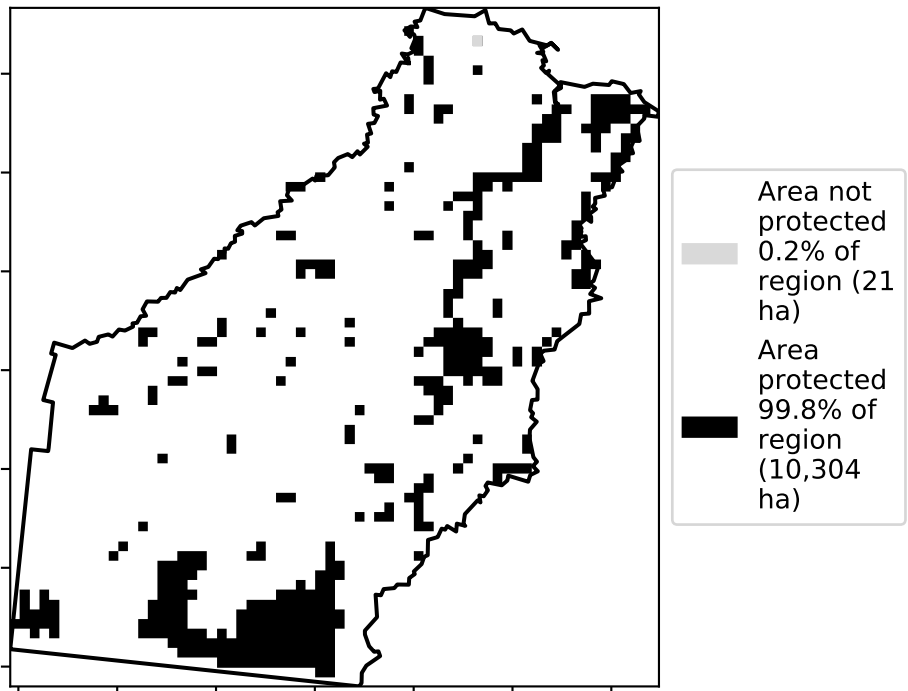 Area not
protected
0.2% of
region (21
ha)
Area
protected
99.8% of
region
(10,304
ha)